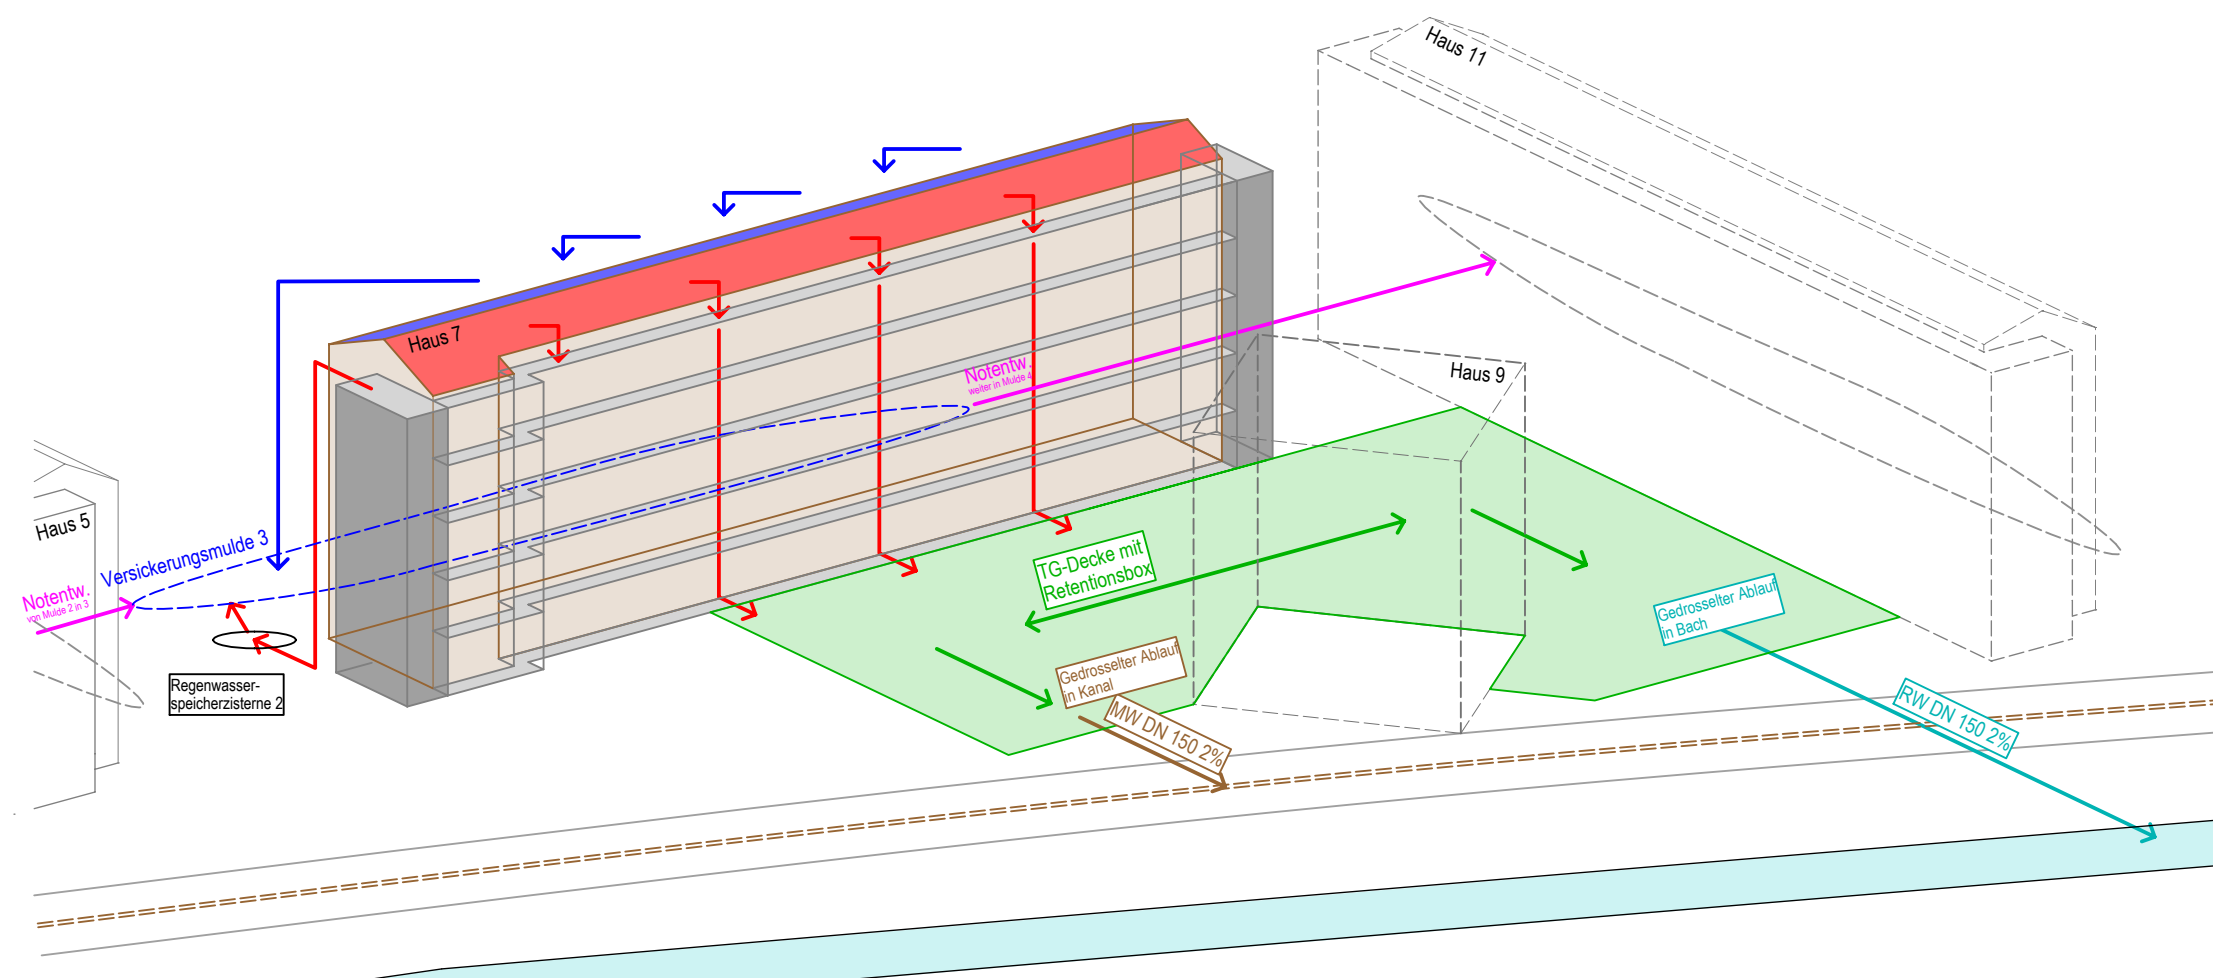 Haus 11
Haus 7
Notentw.
weiter in Mulde 4
Haus 9
Haus 5
Versickerungsmulde 3
Notentw.
von Mulde 2 in 3
TG-Decke mit
Retentionsbox
Gedrosselter Ablauf
in Bach
Gedrosselter Ablauf
in Kanal
Regenwasser-
speicherzisterne 2
MW DN 150 2%
RW DN 150 2%